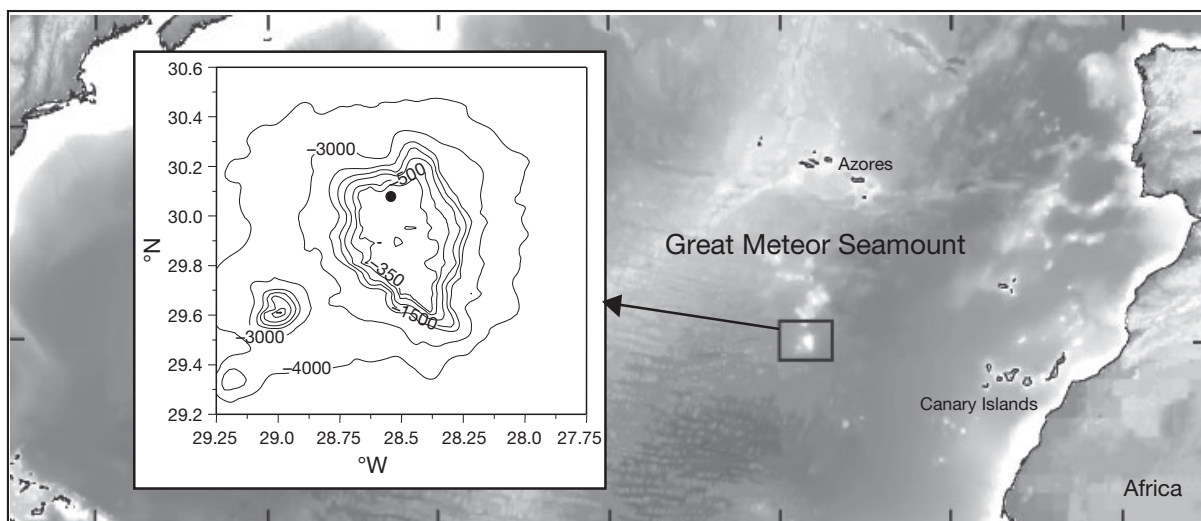 30.6
30.4
30.2
30.0
29.8
29.6
29.4
29.2
°N
29.25 29.0 28.75 28.5 28.25 28.0 27.75
°W
–3000
–500
–350
–1500
–3000
–4000
Azores
Great Meteor Seamount
Canary Islands
Africa